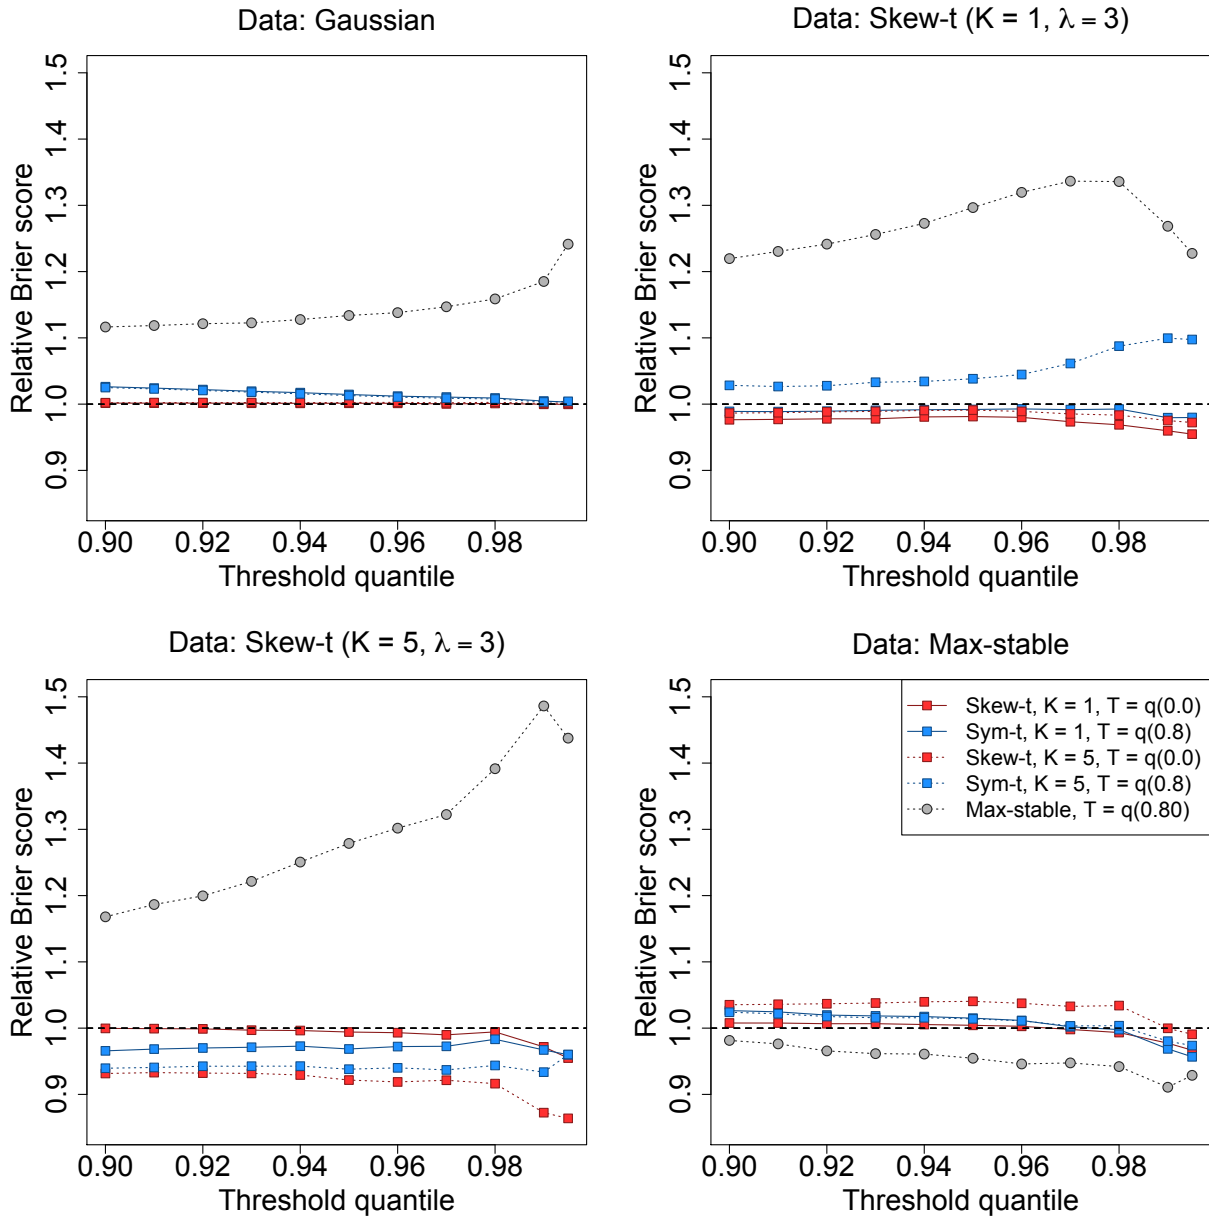 Data: Gaussian
Relative Brier score
1.5
1.4
1.3
1.2
1.1
1.0
0.9
0.90 0.92 0.94 0.96 0.98
Threshold quantile
Data: Skew-t (K = 1, λ = 3)
Relative Brier score
1.5
1.4
1.3
1.2
1.1
1.0
0.9
0.90 0.92 0.94 0.96 0.98
Threshold quantile
Data: Skew-t (K = 5, λ = 3)
Relative Brier score
1.5
1.4
1.3
1.2
1.1
1.0
0.9
0.90 0.92 0.94 0.96 0.98
Threshold quantile
Data: Max-stable
Relative Brier score
1.5
1.4
1.3
1.2
1.1
1.0
0.9
Skew-t, K = 1, T = q(0.0)
Sym-t, K = 1, T = q(0.8)
Skew-t, K = 5, T = q(0.0)
Sym-t, K = 5, T = q(0.8)
Max-stable, T = q(0.80)
0.90 0.92 0.94 0.96 0.98
Threshold quantile